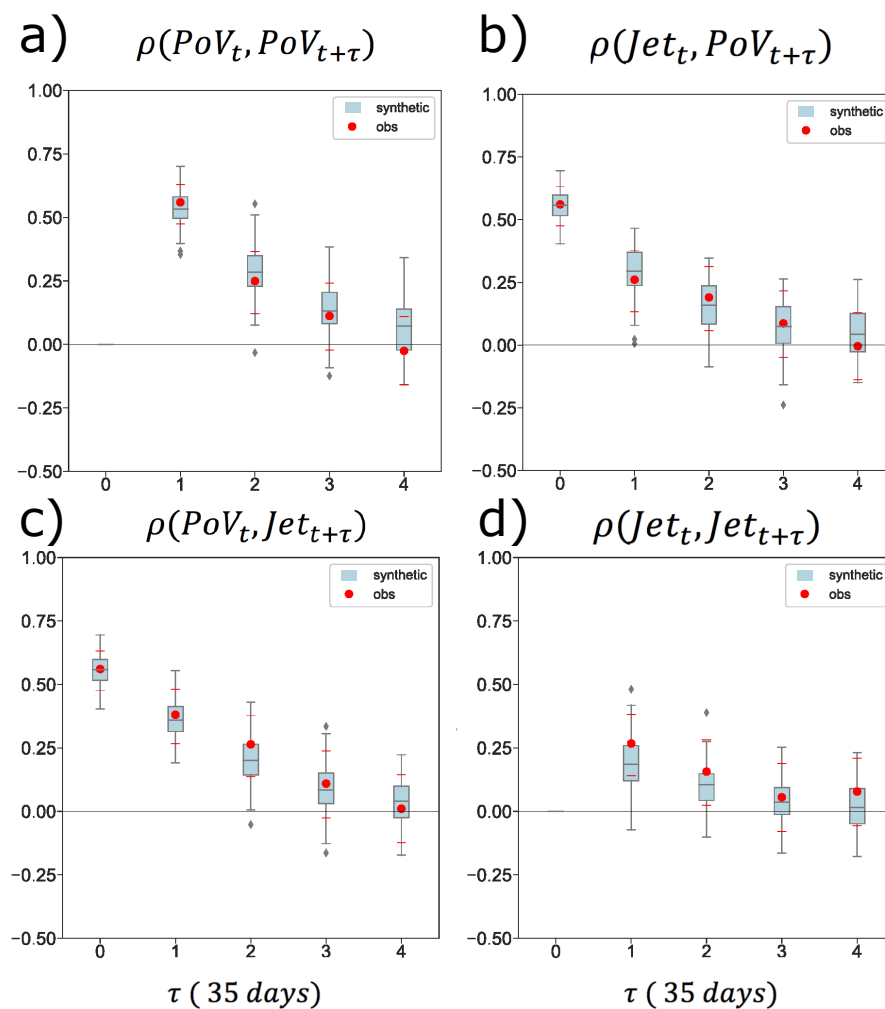 a) ρ(PoV_t, PoV_{t+τ})
b) ρ(Jet_t, PoV_{t+τ})
1.00
0.75
0.50
0.25
0.00
−0.25
−0.50
synthetic
obs
0 1 2 3 4
1.00
0.75
0.50
0.25
0.00
−0.25
−0.50
synthetic
obs
0 1 2 3 4
c) ρ(PoV_t, Jet_{t+τ})
d) ρ(Jet_t, Jet_{t+τ})
1.00
0.75
0.50
0.25
0.00
−0.25
−0.50
synthetic
obs
0 1 2 3 4
τ ( 35 days)
1.00
0.75
0.50
0.25
0.00
−0.25
−0.50
synthetic
obs
0 1 2 3 4
τ ( 35 days)